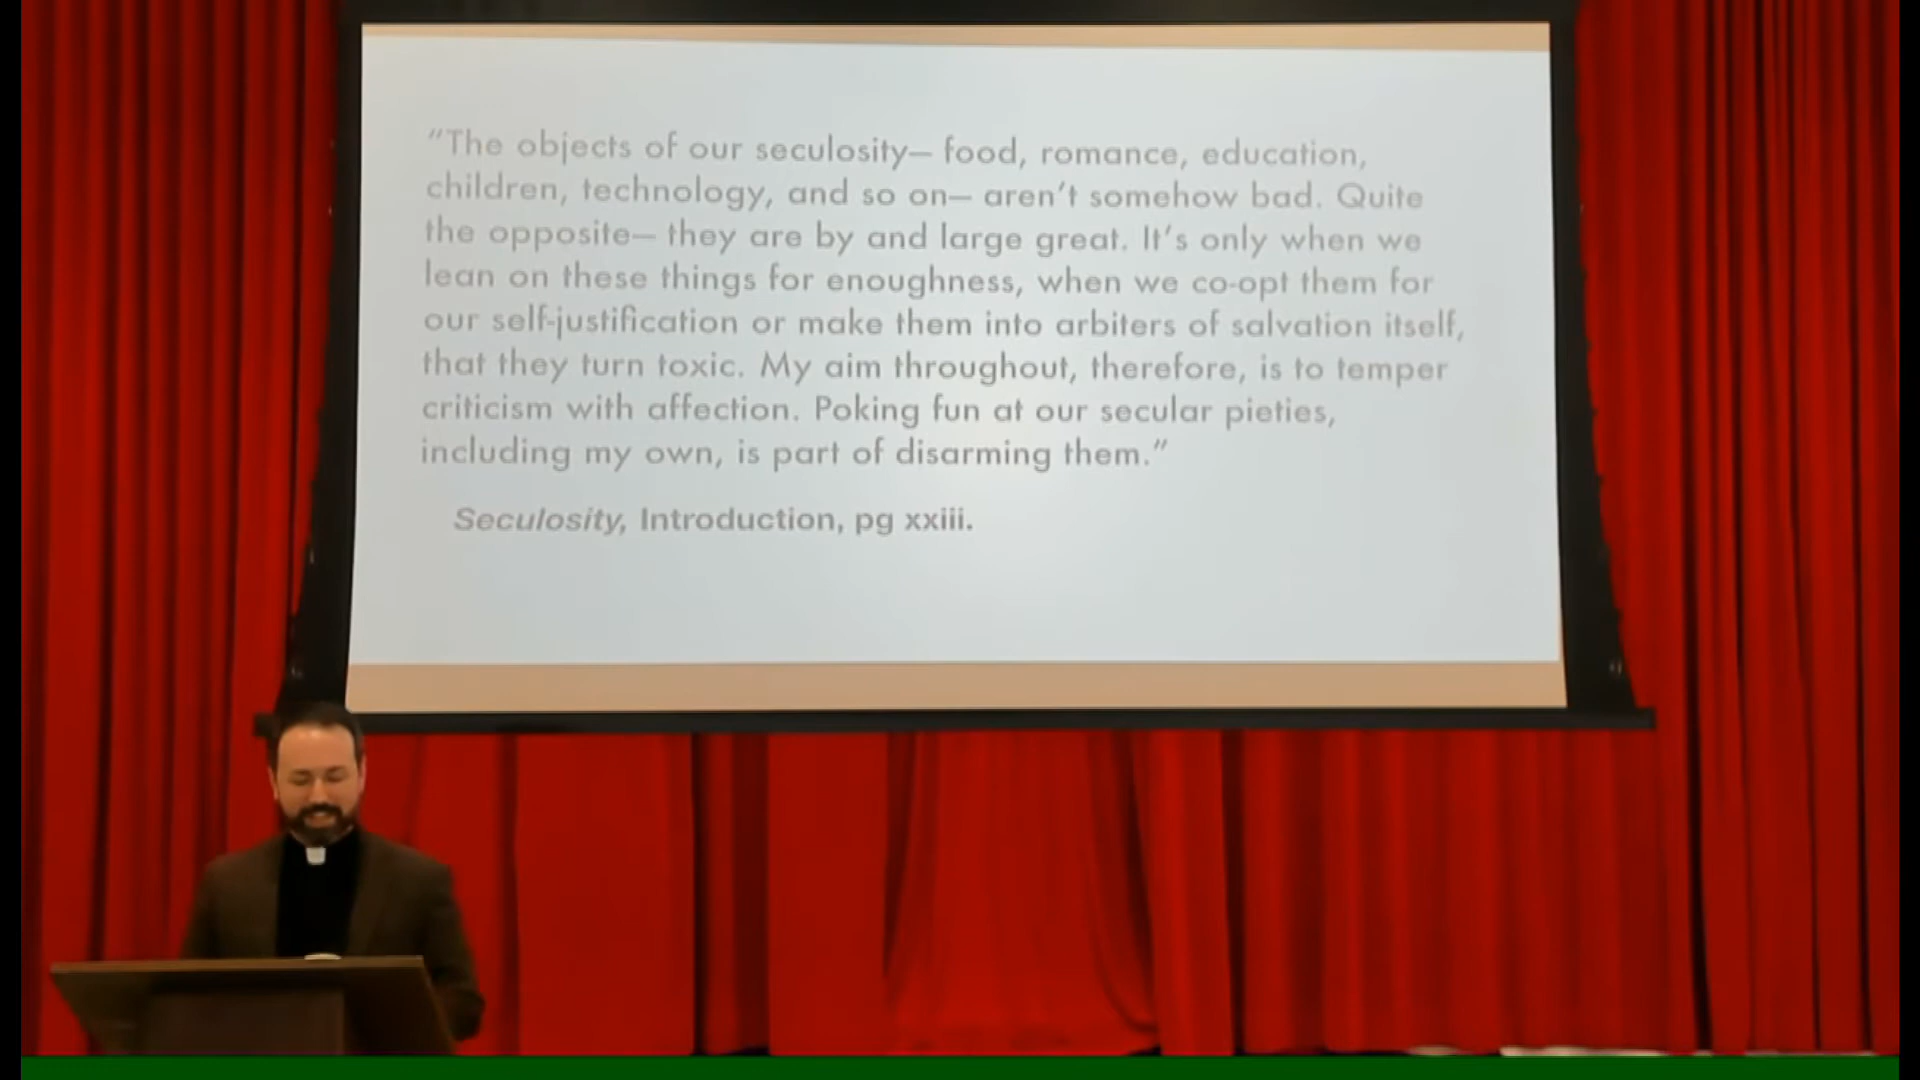 “The objects of our seculosity— food, romance, education,
children, technology, and so on— aren’t somehow bad. Quite
the opposite— they are by and large great. It’s only when we
lean on these things for enoughness, when we co-opt them for
our self-justification or make them into arbiters of salvation itself,
that they turn toxic. My aim throughout, therefore, is to temper
criticism with affection. Poking fun at our secular pieties,
including my own, is part of disarming them.”
Seculosity, Introduction, pg xxiii.